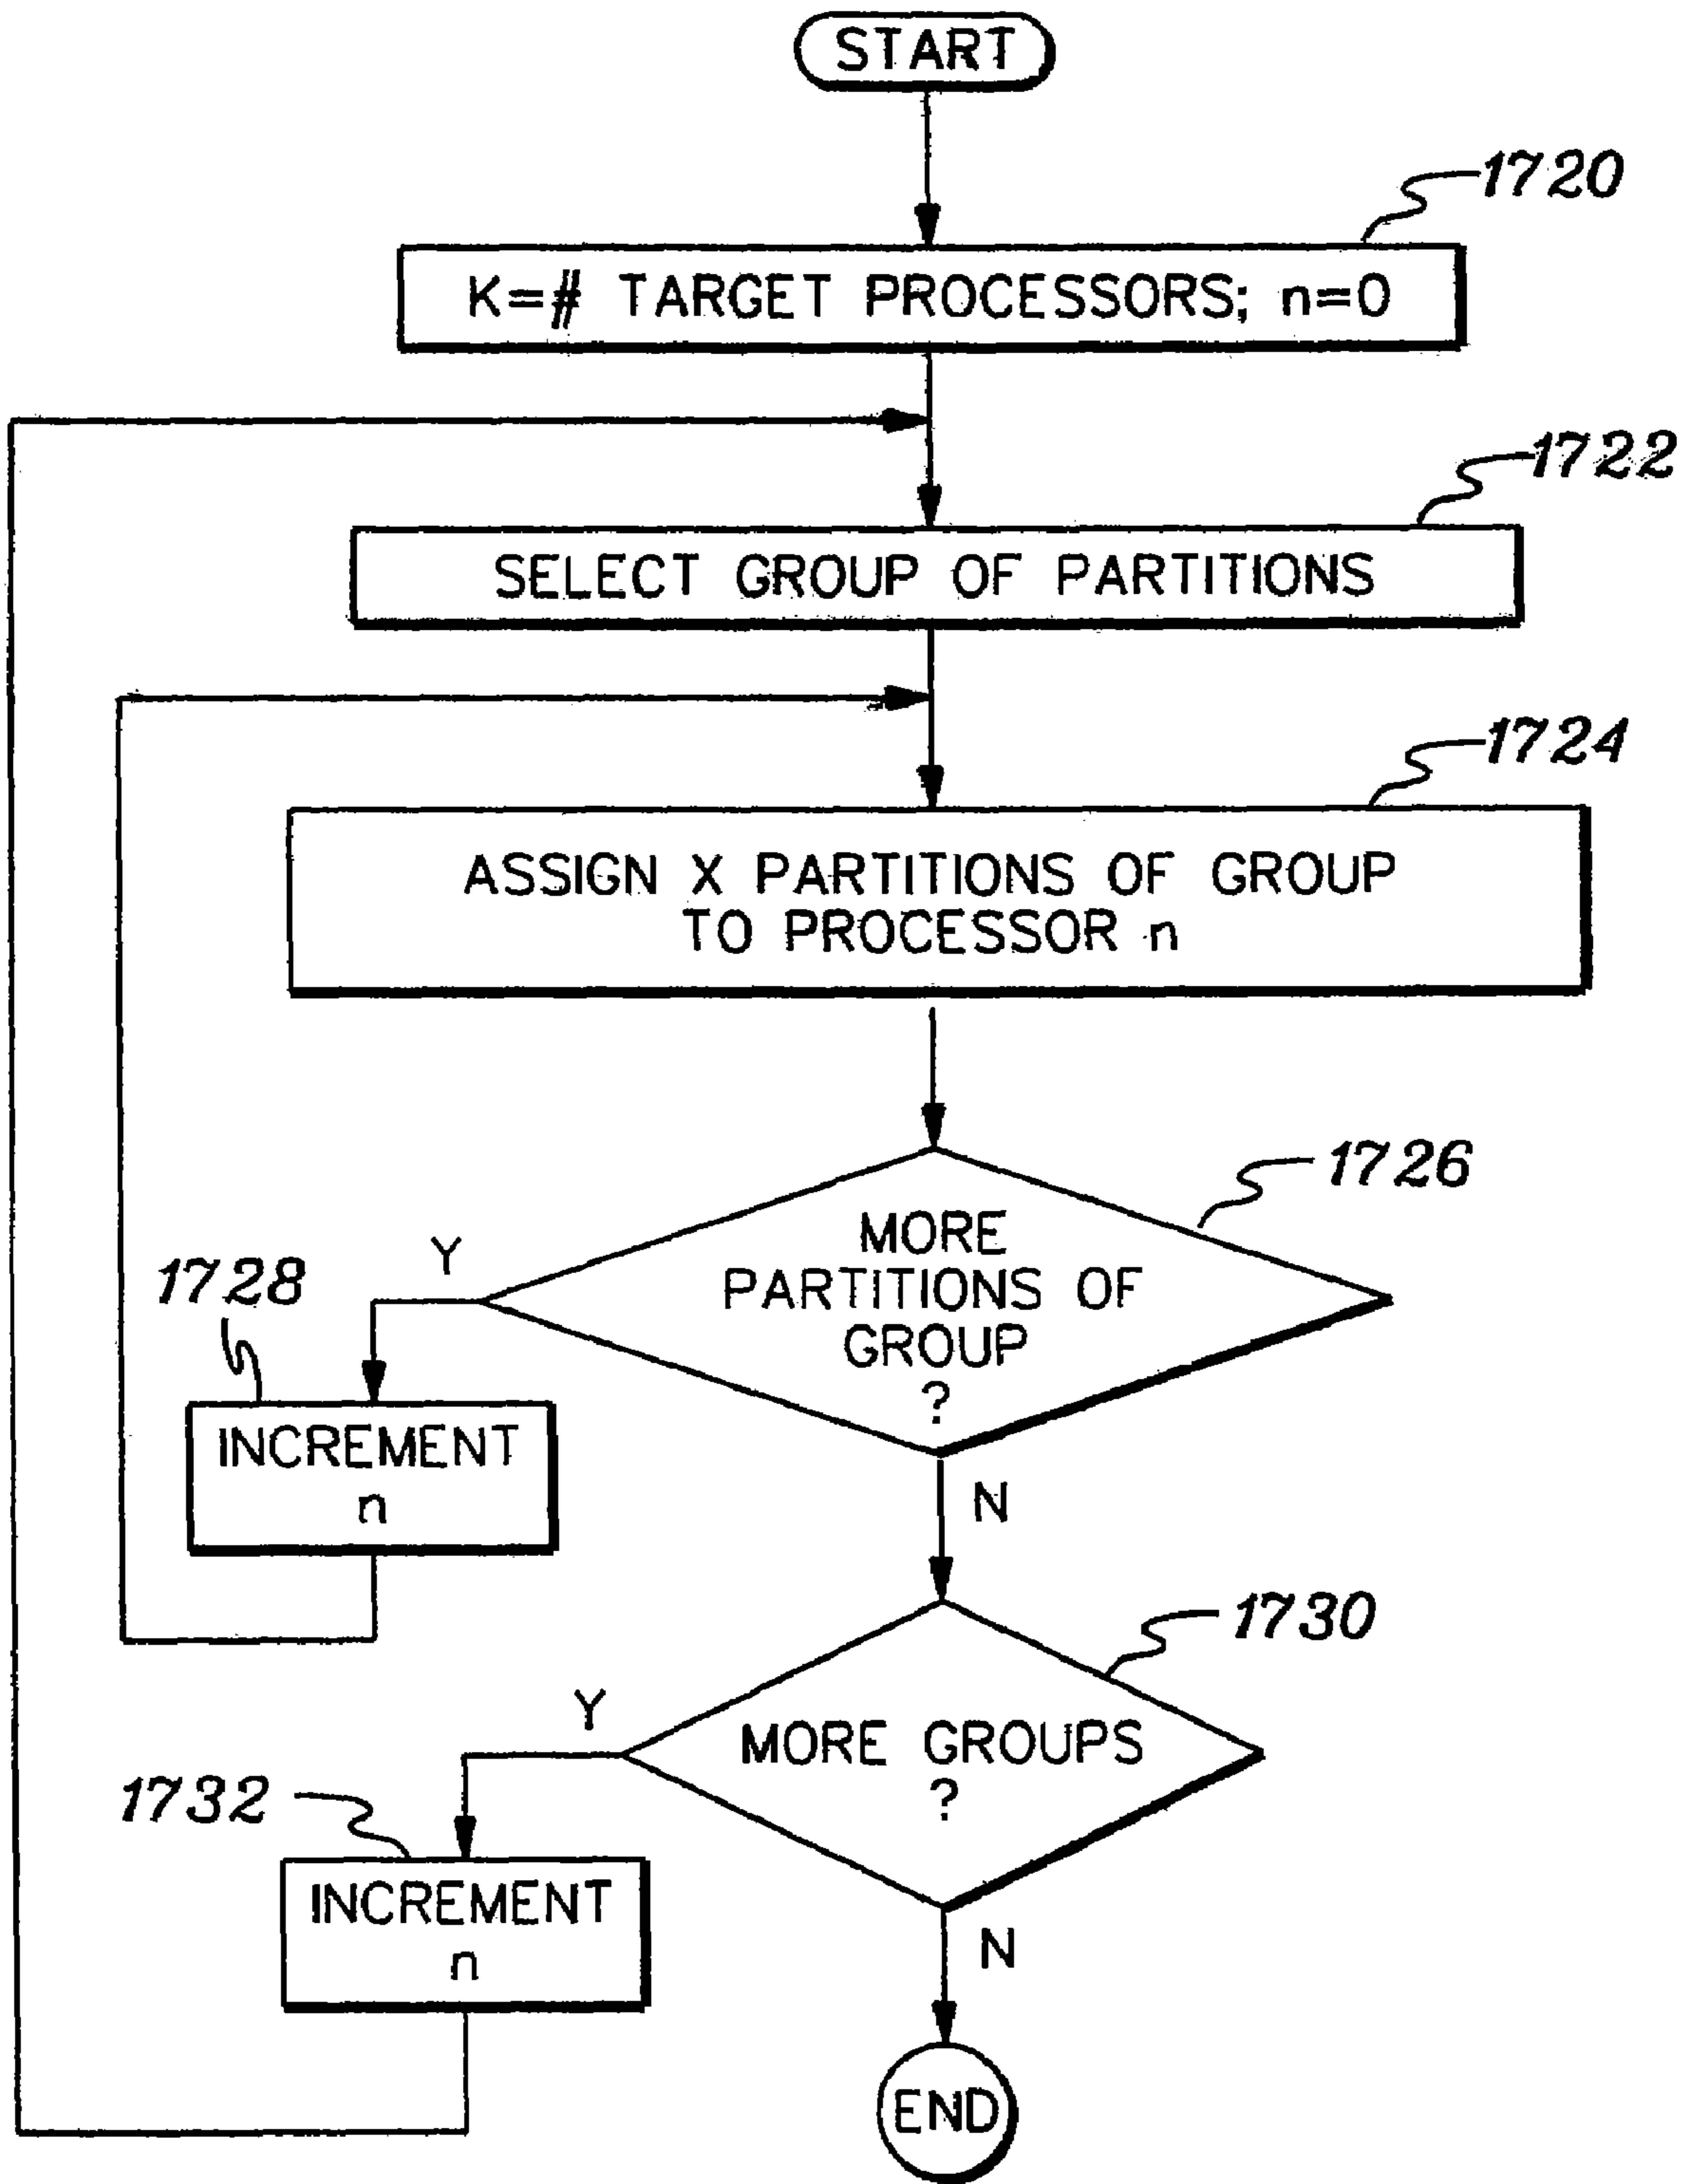 START
1720
K=# TARGET PROCESSORS; n=0
1722
SELECT GROUP OF PARTITIONS
1724
ASSIGN X PARTITIONS OF GROUP
TO PROCESSOR n
1726
MORE
PARTITIONS OF
GROUP
?
Y
1728
INCREMENT
n
N
1730
MORE GROUPS
?
Y
1732
INCREMENT
n
N
END